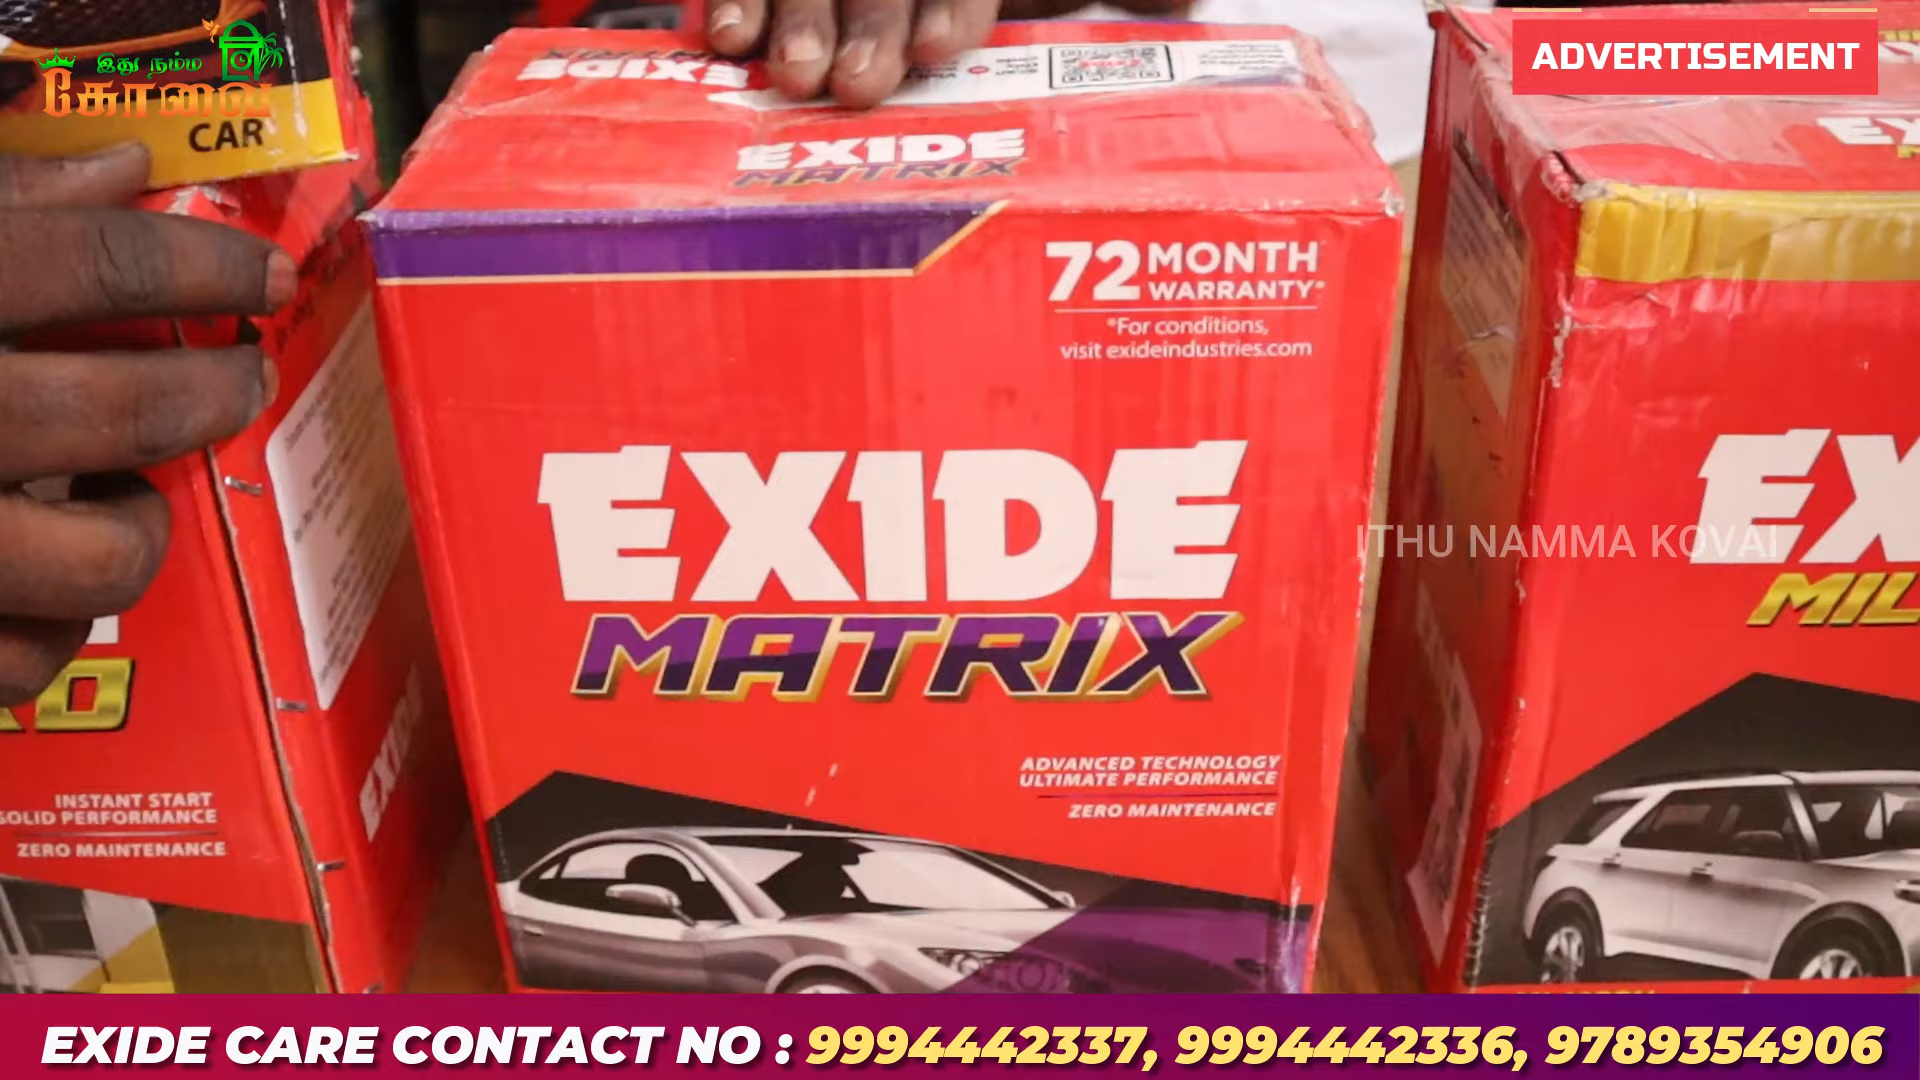 இது நம்ம
கோவை
ADVERTISEMENT
CAR
EXIDE
EXIDE
MATRIX
72 MONTH
WARRANTY*
*For conditions,
visit exideindustries.com
EXIDE
MATRIX
ITHU NAMMA KOVAI
ADVANCED TECHNOLOGY
ULTIMATE PERFORMANCE
ZERO MAINTENANCE
INSTANT START
SOLID PERFORMANCE
ZERO MAINTENANCE
EXIDE
EXIDE CARE CONTACT NO : 9994442337, 9994442336, 9789354906